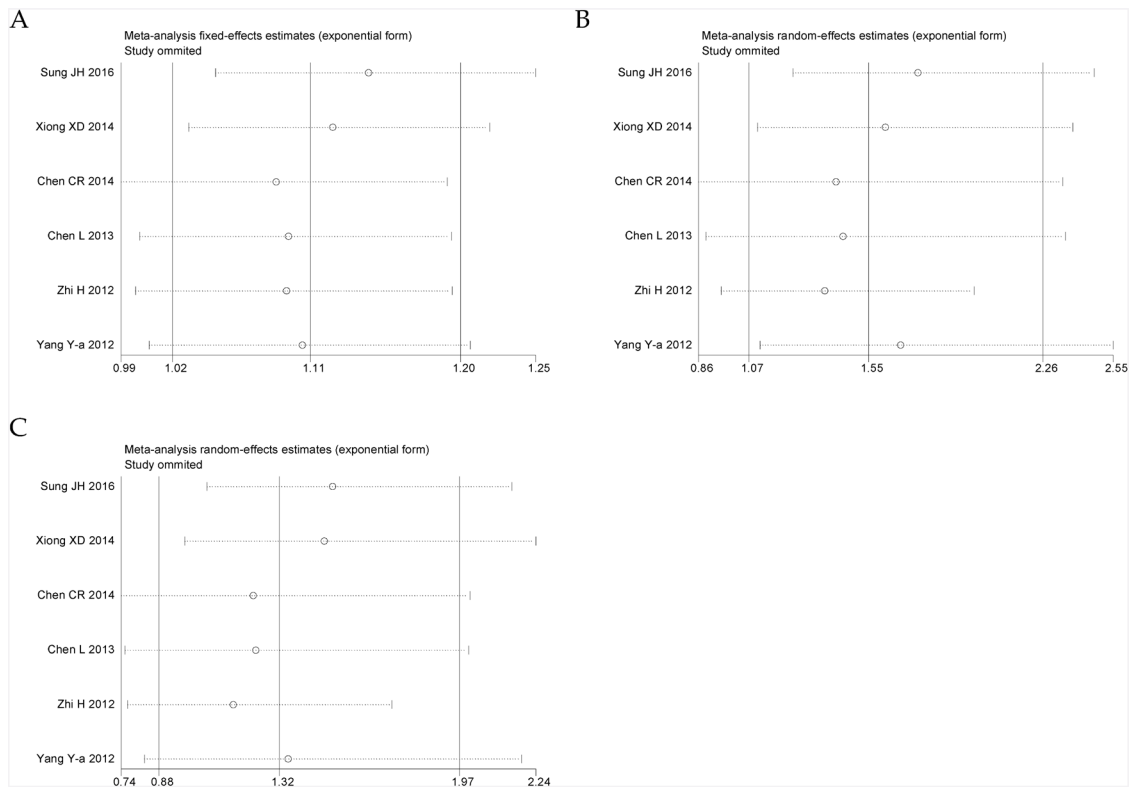 A
Meta-analysis fixed-effects estimates (exponential form)
Study ommited
Sung JH 2016
Xiong XD 2014
Chen CR 2014
Chen L 2013
Zhi H 2012
Yang Y-a 2012
0.99 1.02 1.11 1.20 1.25
B
Meta-analysis random-effects estimates (exponential form)
Study ommited
Sung JH 2016
Xiong XD 2014
Chen CR 2014
Chen L 2013
Zhi H 2012
Yang Y-a 2012
0.86 1.07 1.55 2.26 2.55
C
Meta-analysis random-effects estimates (exponential form)
Study ommited
Sung JH 2016
Xiong XD 2014
Chen CR 2014
Chen L 2013
Zhi H 2012
Yang Y-a 2012
0.74 0.88 1.32 1.97 2.24